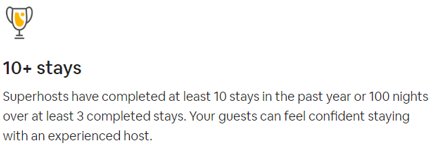 10+ stays
Superhosts have completed at least 10 stays in the past year or 100 nights
over at least 3 completed stays. Your guests can feel confident staying
with an experienced host.